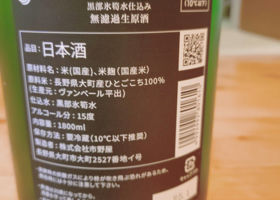 黒部氷筍水仕込み
無濾過生原酒
(10℃以下)
品目:日本酒
原材料名:米(国産)、米麹(国産米)
原料米:長野県大町産ひとごこち100%
(生産元:ヴァンベール平出)
仕込水:黒部氷筍水
アルコール分:15度
内容量:1800ml
保存方法:要冷蔵(10℃以下推奨)
製造者:株式会社市野屋
長野県大町市大町2527番地イ号